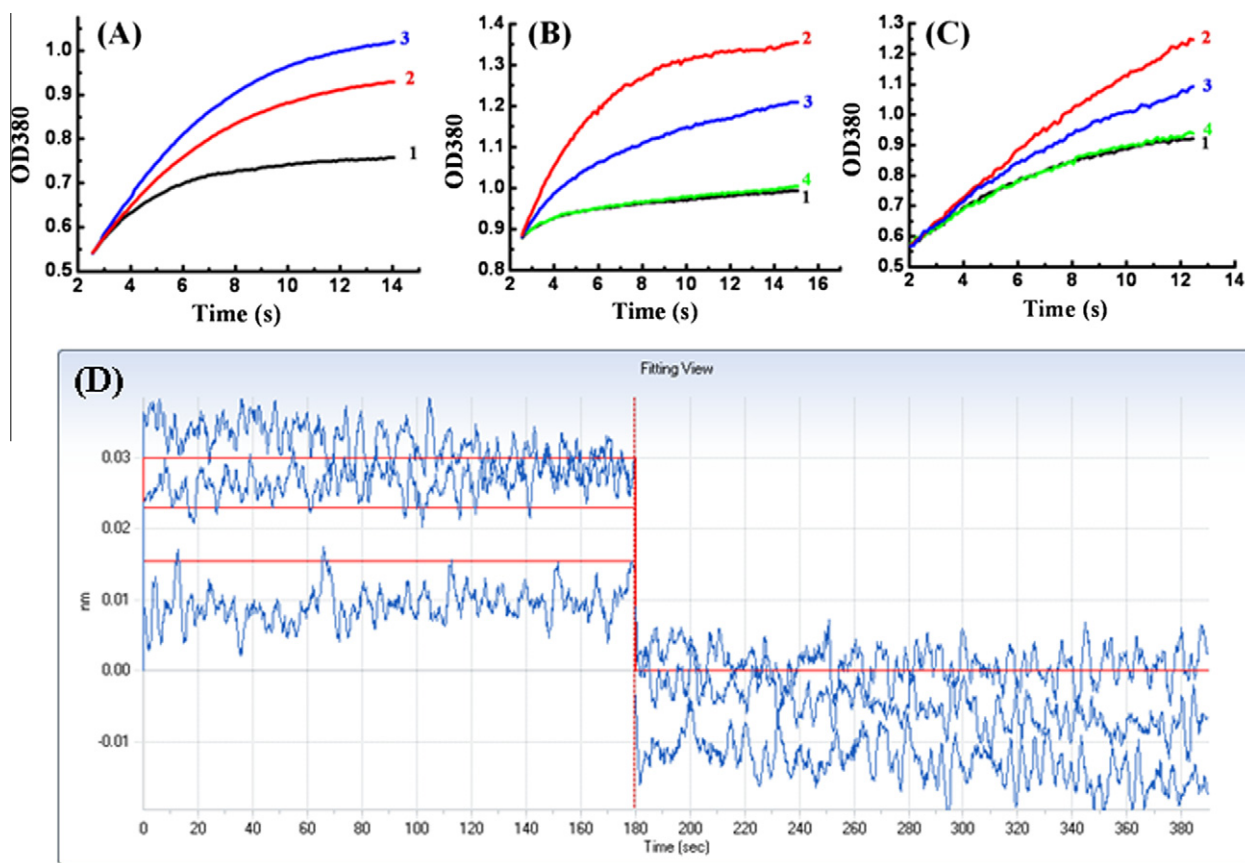 (A)
OD380
1.0
0.9
0.8
0.7
0.6
0.5
3
2
1
2 4 6 8 10 12 14
Time (s)
(B)
OD380
1.4
1.3
1.2
1.1
1.0
0.9
0.8
2
3
4
1
2 4 6 8 10 12 14 16
Time (s)
(C)
OD380
1.3
1.2
1.1
1.0
0.9
0.8
0.7
0.6
0.5
2
3
4
1
2 4 6 8 10 12 14
Time (s)
(D)
Fitting View
nm
0.03
0.02
0.01
0.00
-0.01
0 20 40 60 80 100 120 140 160 180 200 220 240 260 280 300 320 340 360 380
Time (sec)